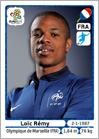 FRA
Loïc Rémy
2-1-1987
Olympique de Marseille (FRA)
1,84 m
76 kg